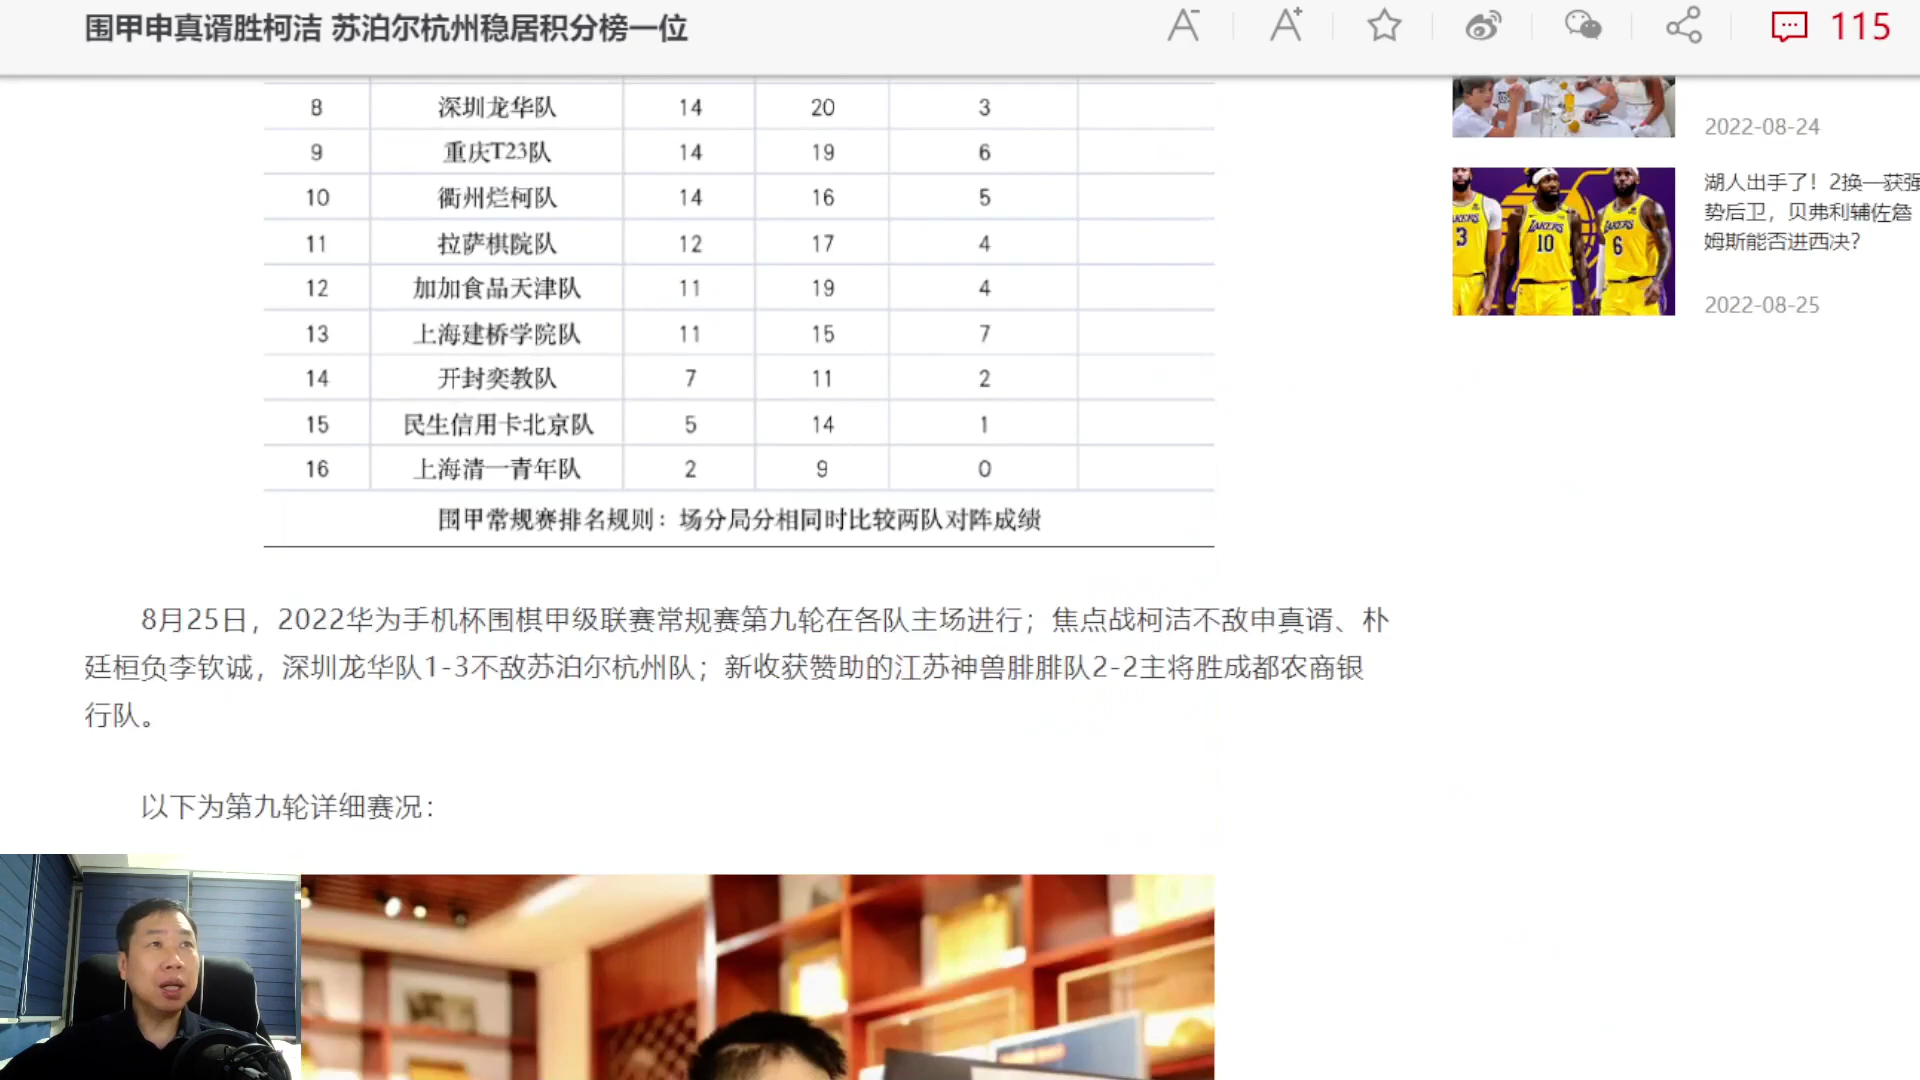 围甲申真谞胜柯洁 苏泊尔杭州稳居积分榜一位
A-
A+
115
8 深圳龙华队 14 20 3
9 重庆T23队 14 19 6
10 衢州烂柯队 14 16 5
11 拉萨棋院队 12 17 4
12 加加食品天津队 11 19 4
13 上海建桥学院队 11 15 7
14 开封奕教队 7 11 2
15 民生信用卡北京队 5 14 1
16 上海清一青年队 2 9 0
围甲常规赛排名规则：场分局分相同时比较两队对阵成绩
8月25日，2022华为手机杯围棋甲级联赛常规赛第九轮在各队主场进行；焦点战柯洁不敌申真谞、朴
廷桓负李钦诚，深圳龙华队1-3不敌苏泊尔杭州队；新收获赞助的江苏神兽腓腓队2-2主将胜成都农商银
行队。
以下为第九轮详细赛况：
2022-08-24
湖人出手了！2换一获强
势后卫，贝弗利辅佐詹
姆斯能否进西决？
2022-08-25
LAKERS
3
LAKERS
10
LAKERS
6